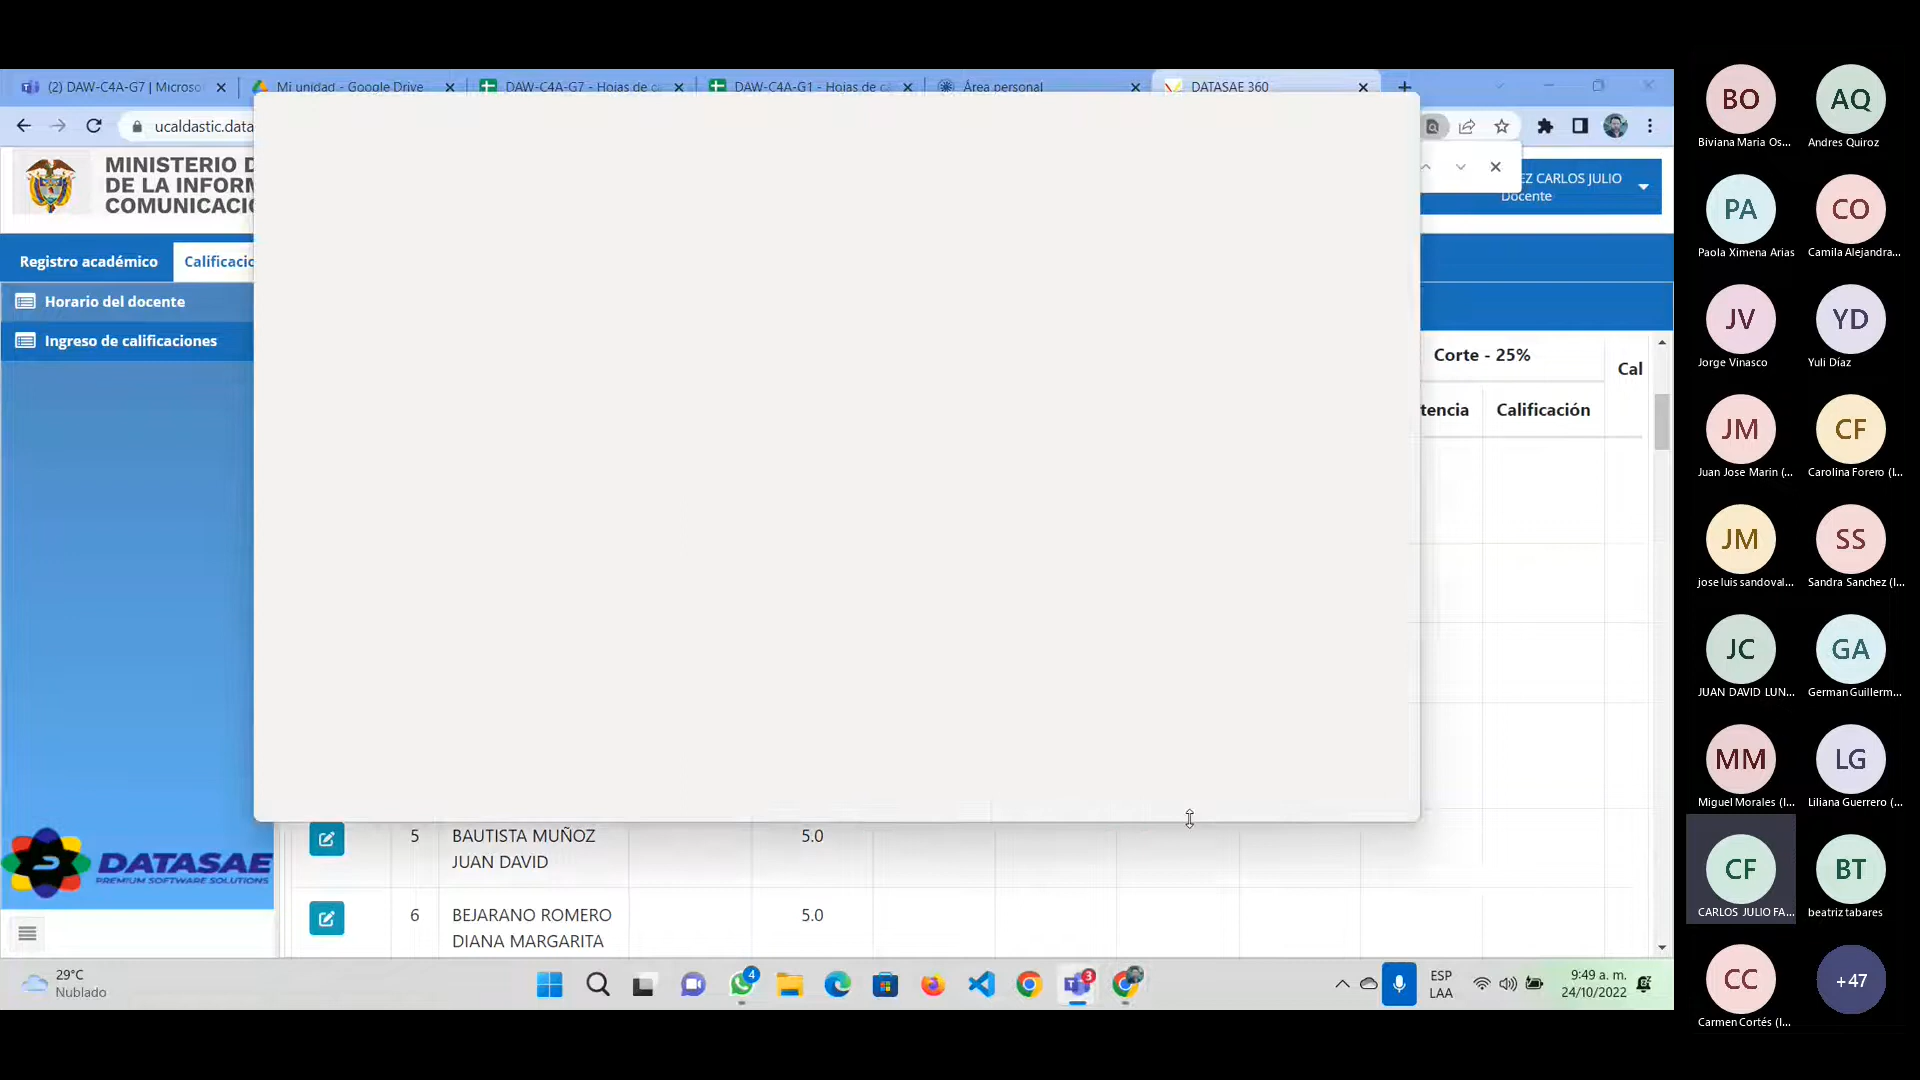 (2) DAW-C4A-G7 | Microso
Mi unidad - Google Drive
DAW-C4A-G7 - Hojas de c
DAW-C4A-G1 - Hojas de c
Área personal
DATASAE 360
ucaldastic.data
MINISTERIO D
DE LA INFORM
COMUNICACIO
EZ CARLOS JULIO
Docente
Registro académico
Calificacio
Horario del docente
Ingreso de calificaciones
Corte - 25%
Cal
tencia
Calificación
5
BAUTISTA MUÑOZ
JUAN DAVID
5.0
6
BEJARANO ROMERO
DIANA MARGARITA
5.0
DATASAE
PREMIUM SOFTWARE SOLUTIONS
29°C
Nublado
4
3
ESP
LAA
9:49 a. m.
24/10/2022
BO
Biviana Maria Os...
AQ
Andres Quiroz
PA
Paola Ximena Arias
CO
Camila Alejandra...
JV
Jorge Vinasco
YD
Yuli Díaz
JM
Juan Jose Marin (...
CF
Carolina Forero (I...
JM
jose luis sandoval...
SS
Sandra Sanchez (I...
JC
JUAN DAVID LUN...
GA
German Guillerm...
MM
Miguel Morales (I...
LG
Liliana Guerrero (...
CF
CARLOS JULIO FA...
BT
beatriz tabares
CC
Carmen Cortés (I...
+47